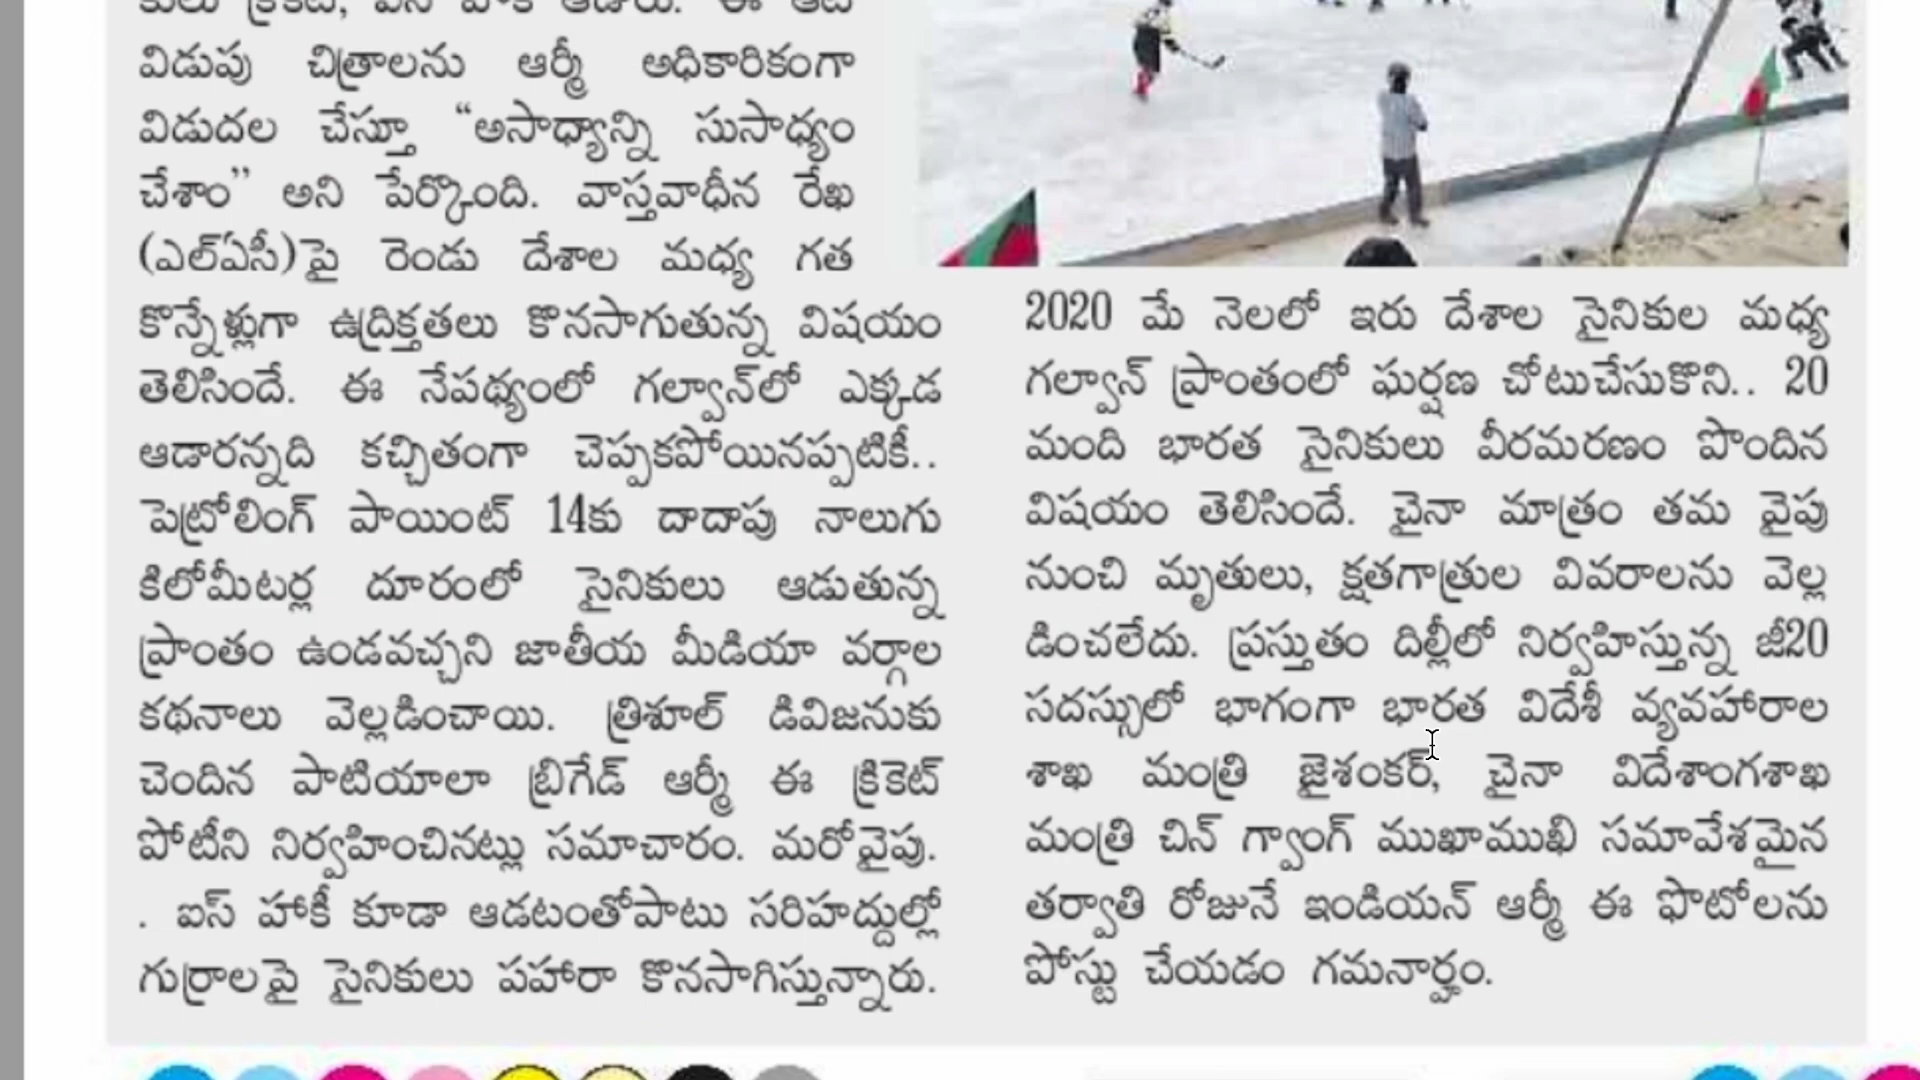 కులు క్రికెట్, ఐస్ హాకీ ఆడారు. ఈ ఆట
విడుపు చిత్రాలను ఆర్మీ అధికారికంగా
విడుదల చేస్తూ “అసాధ్యాన్ని సుసాధ్యం
చేశాం” అని పేర్కొంది. వాస్తవాధీన రేఖ
(ఎల్ఏసీ)పై రెండు దేశాల మధ్య గత
కొన్నేళ్లుగా ఉద్రిక్తతలు కొనసాగుతున్న విషయం
తెలిసిందే. ఈ నేపథ్యంలో గల్వాన్‌లో ఎక్కడ
ఆడారన్నది కచ్చితంగా చెప్పకపోయినప్పటికీ..
పెట్రోలింగ్ పాయింట్ 14కు దాదాపు నాలుగు
కిలోమీటర్ల దూరంలో సైనికులు ఆడుతున్న
ప్రాంతం ఉండవచ్చని జాతీయ మీడియా వర్గాల
కథనాలు వెల్లడించాయి. త్రిశూల్ డివిజనుకు
చెందిన పాటియాలా బ్రిగేడ్ ఆర్మీ ఈ క్రికెట్
పోటీని నిర్వహించినట్లు సమాచారం. మరోవైపు.
. ఐస్ హాకీ కూడా ఆడటంతోపాటు సరిహద్దుల్లో
గుర్రాలపై సైనికులు పహారా కొనసాగిస్తున్నారు.
2020 మే నెలలో ఇరు దేశాల సైనికుల మధ్య
గల్వాన్ ప్రాంతంలో ఘర్షణ చోటుచేసుకొని.. 20
మంది భారత సైనికులు వీరమరణం పొందిన
విషయం తెలిసిందే. చైనా మాత్రం తమ వైపు
నుంచి మృతులు, క్షతగాత్రుల వివరాలను వెల్ల
డించలేదు. ప్రస్తుతం దిల్లీలో నిర్వహిస్తున్న జీ20
సదస్సులో భాగంగా భారత విదేశీ వ్యవహారాల
శాఖ మంత్రి జైశంకర్, చైనా విదేశాంగశాఖ
మంత్రి చిన్ గ్వాంగ్ ముఖాముఖి సమావేశమైన
తర్వాతి రోజునే ఇండియన్ ఆర్మీ ఈ ఫొటోలను
పోస్టు చేయడం గమనార్హం.